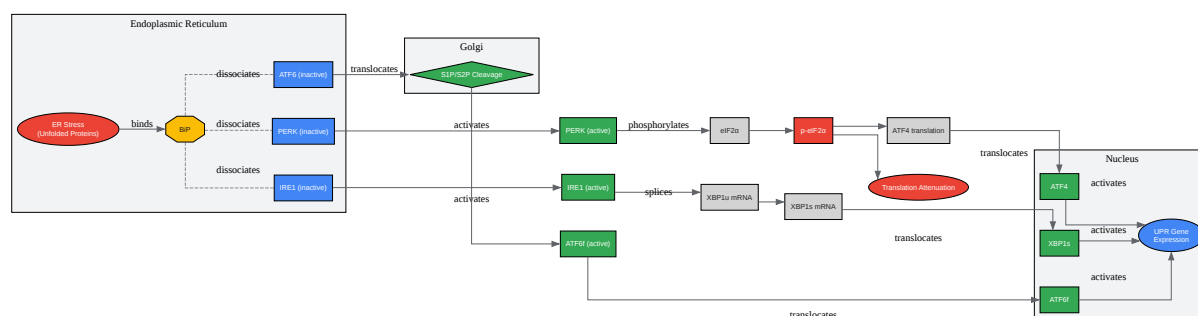 Endoplasmic Reticulum
Golgi
dissociates
ATF6 (inactive)
translocates
S1P/S2P Cleavage
ER Stress
(Unfolded Proteins)
binds
BiP
dissociates
PERK (inactive)
activates
PERK (active)
phosphorylates
eIF2α
p-eIF2α
ATF4 translation
translocates
Nucleus
dissociates
IRE1 (inactive)
activates
IRE1 (active)
splices
XBP1u mRNA
XBP1s mRNA
Translation Attenuation
ATF4
activates
translocates
XBP1s
activates
UPR Gene
Expression
ATF6f (active)
activates
ATF6f
translocates